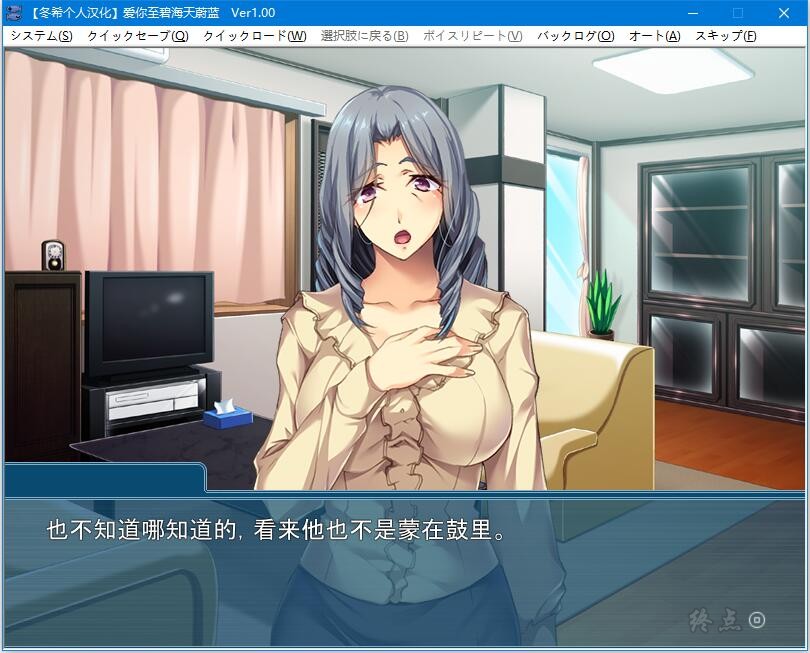 【冬希个人汉化】爱你至碧海天蔚蓝 Ver1.00
システム(S) クイックセーブ(Q) クイックロード(W) 選択肢に戻る(B) ボイスリピート(V) バックログ(O) オート(A) スキップ(F)
也不知道哪知道的, 看来他也不是蒙在鼓里。
终点